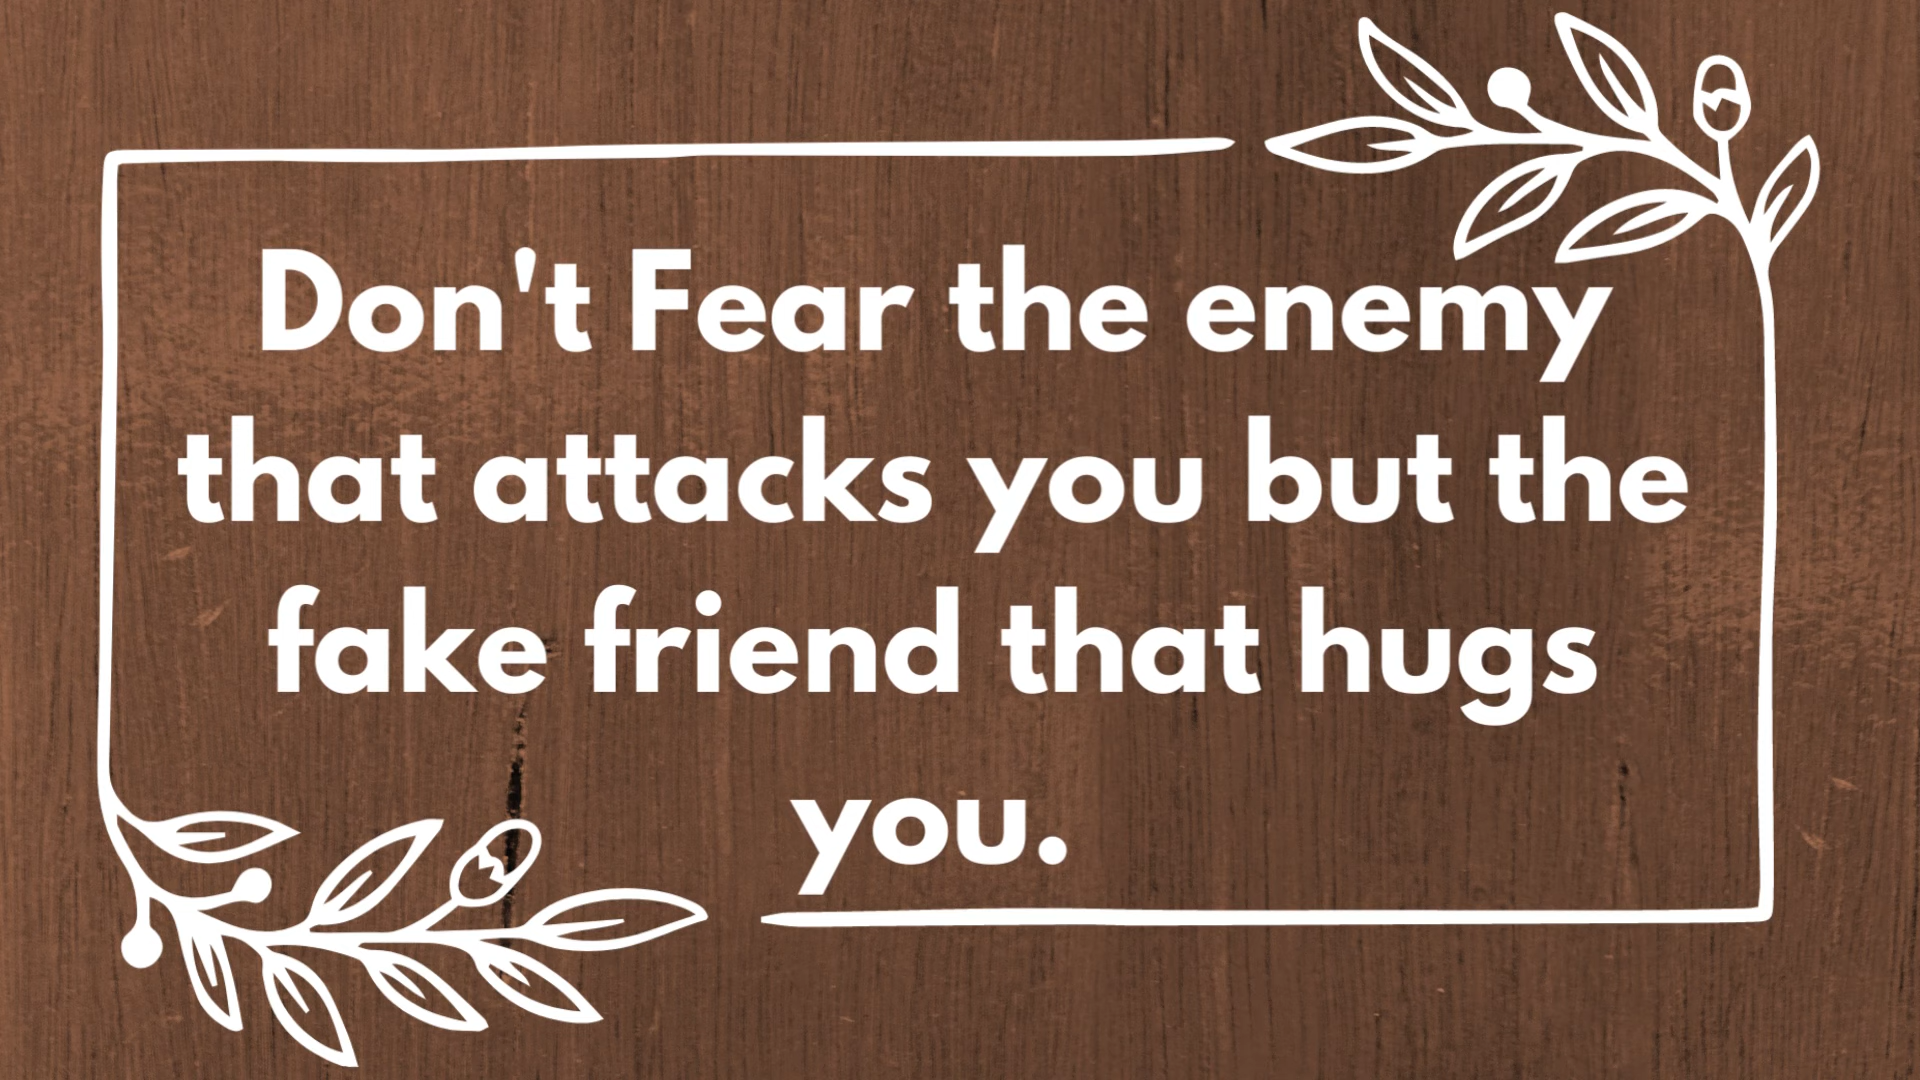 Don't Fear the enemy
that attacks you but the
fake friend that hugs
you.